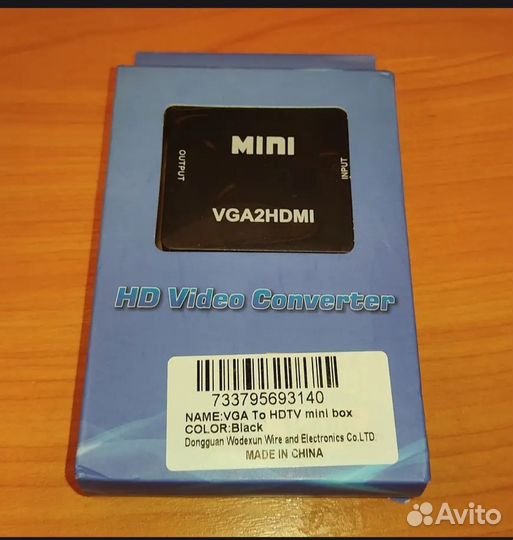 MINI
OUTPUT
INPUT
VGA2HDMI
HD Video Converter
733795693140
NAME:VGA To HDTV mini box
COLOR:Black
Dongguan Wodexun Wire and Electronics Co.LTD
MADE IN CHINA
Avito